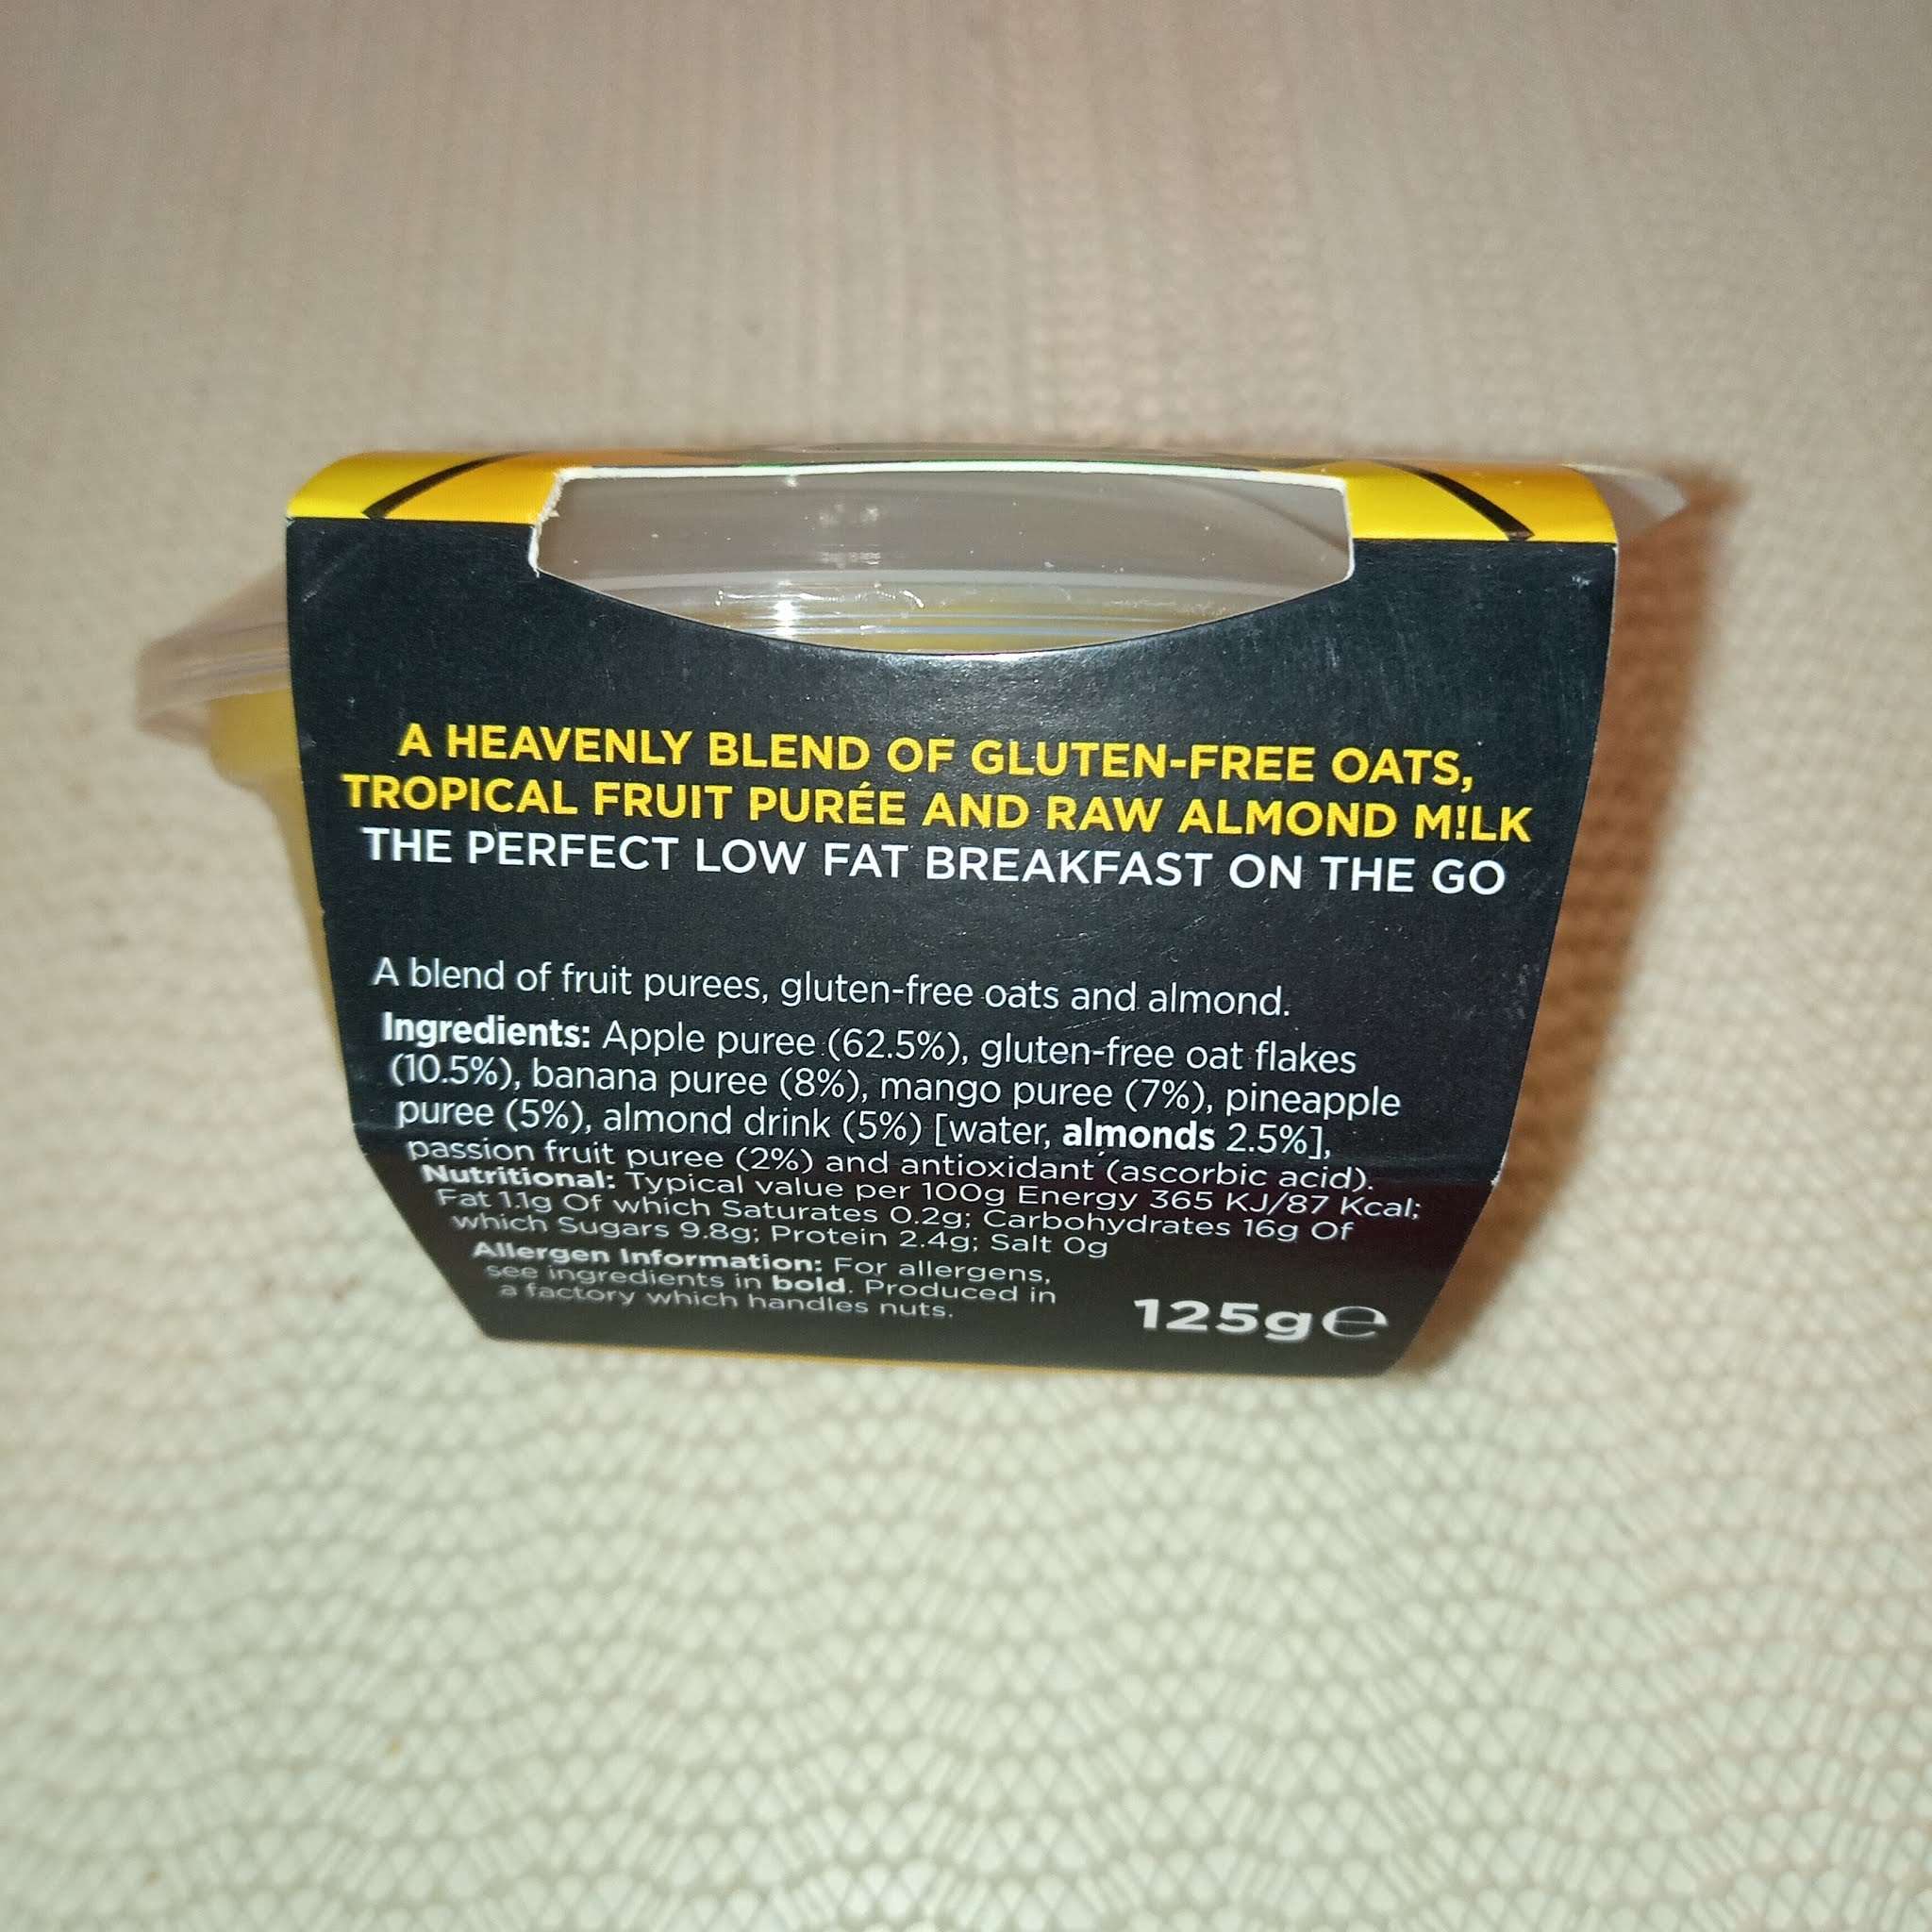 A HEAVENLY BLEND OF GLUTEN-FREE OATS,
TROPICAL FRUIT PURÉE AND RAW ALMOND M!LK
THE PERFECT LOW FAT BREAKFAST ON THE GO
A blend of fruit purees, gluten-free oats and almond.
Ingredients: Apple puree (62.5%), gluten-free oat flakes
(10.5%), banana puree (8%), mango puree (7%), pineapple
puree (5%), almond drink (5%) [water, almonds 2.5%],
passion fruit puree (2%) and antioxidant (ascorbic acid).
Nutritional: Typical value per 100g Energy 365 KJ/87 Kcal;
Fat 1.1g Of which Saturates 0.2g; Carbohydrates 16g Of
which Sugars 9.8g; Protein 2.4g; Salt 0g
Allergen Information: For allergens,
see ingredients in bold. Produced in
a factory which handles nuts.
125g℮